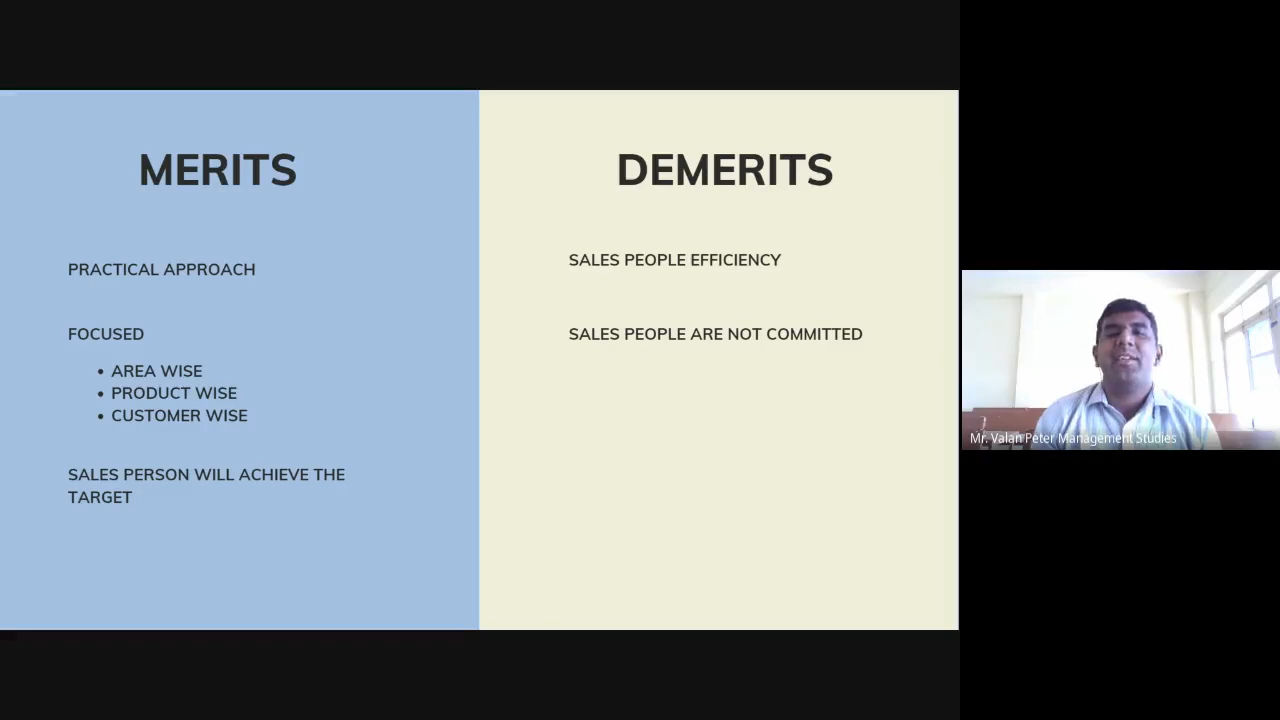 MERITS
PRACTICAL APPROACH
FOCUSED
• AREA WISE
• PRODUCT WISE
• CUSTOMER WISE
SALES PERSON WILL ACHIEVE THE
TARGET
DEMERITS
SALES PEOPLE EFFICIENCY
SALES PEOPLE ARE NOT COMMITTED
Mr. Valan Peter Management Studies